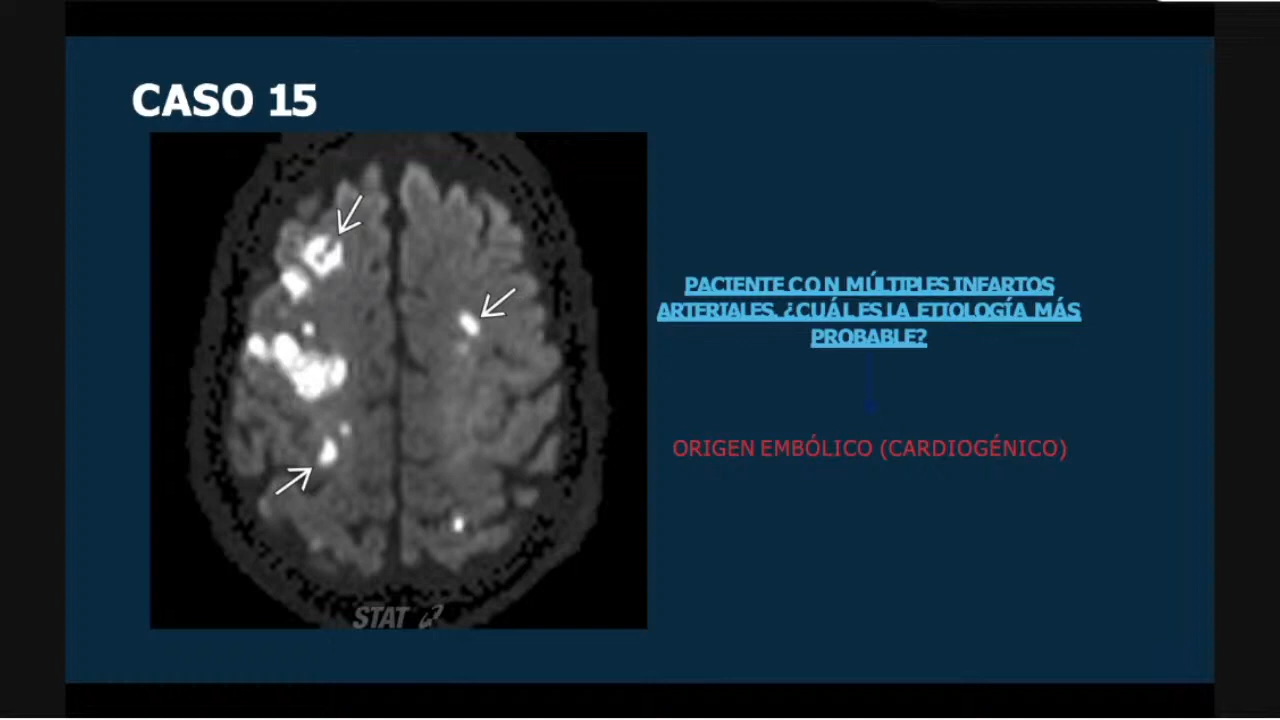 CASO 15
PACIENTE CON MÚLTIPLES INFARTOS
ARTERIALES. ¿CUÁL ES LA ETIOLOGÍA MÁS
PROBABLE?
ORIGEN EMBÓLICO (CARDIOGÉNICO)
STAT